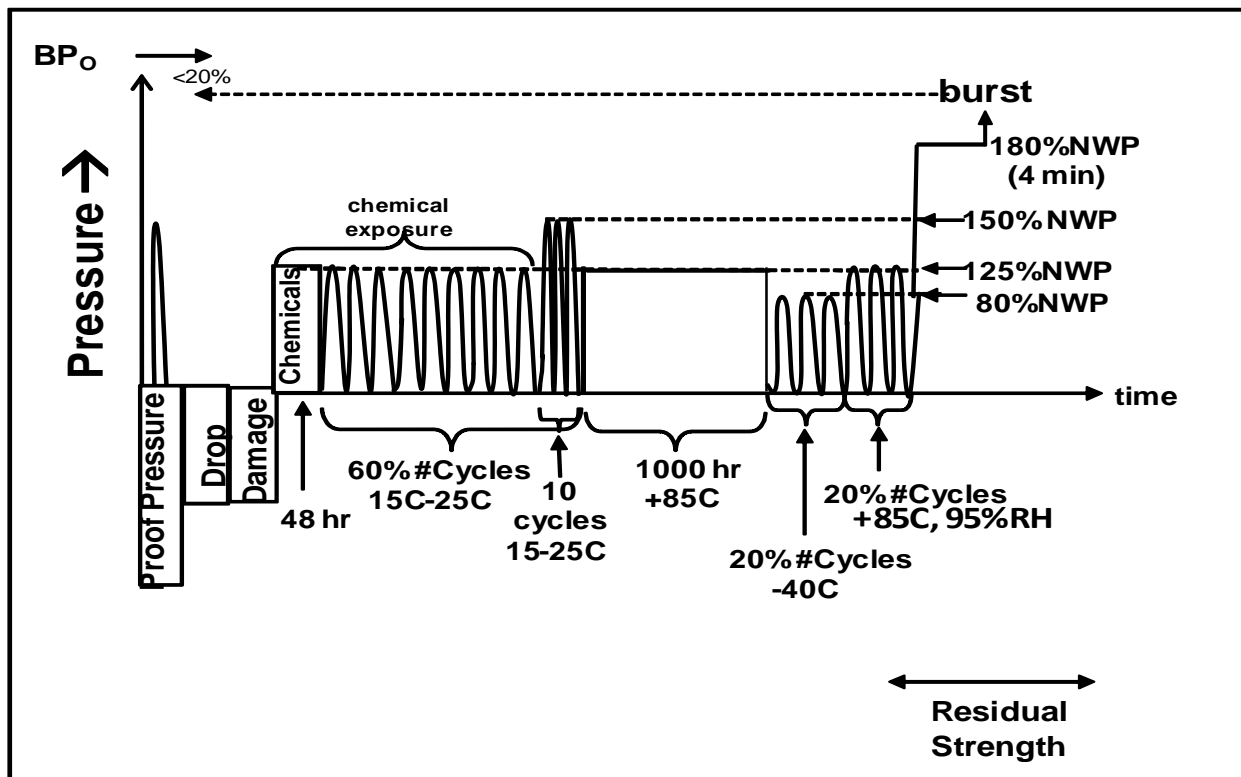 BPO
<20%
burst
Pressure →
180%NWP
(4 min)
chemical
exposure
150% NWP
125%NWP
80%NWP
Proof Pressure
Drop
Damage
Chemicals
time
48 hr
60% #Cycles
15C-25C
10
cycles
15-25C
1000 hr
+85C
20% #Cycles
-40C
20% #Cycles
+85C, 95%RH
Residual
Strength